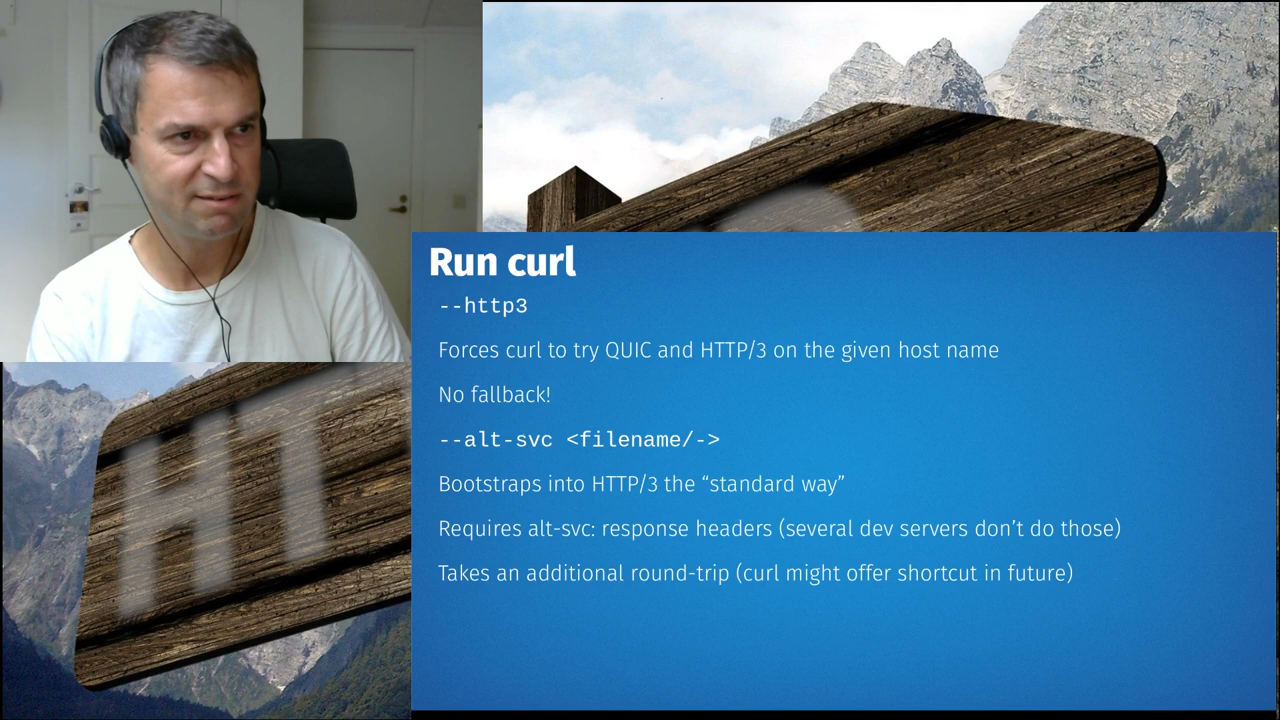 Run curl
--http3
Forces curl to try QUIC and HTTP/3 on the given host name
No fallback!
--alt-svc <filename/->
Bootstraps into HTTP/3 the “standard way”
Requires alt-svc: response headers (several dev servers don’t do those)
Takes an additional round-trip (curl might offer shortcut in future)
HT